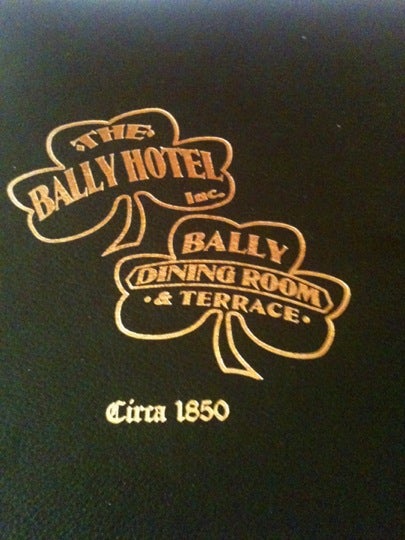 THE
BALLY HOTEL
Inc.
BALLY
DINING ROOM
· & TERRACE ·
Circa 1850